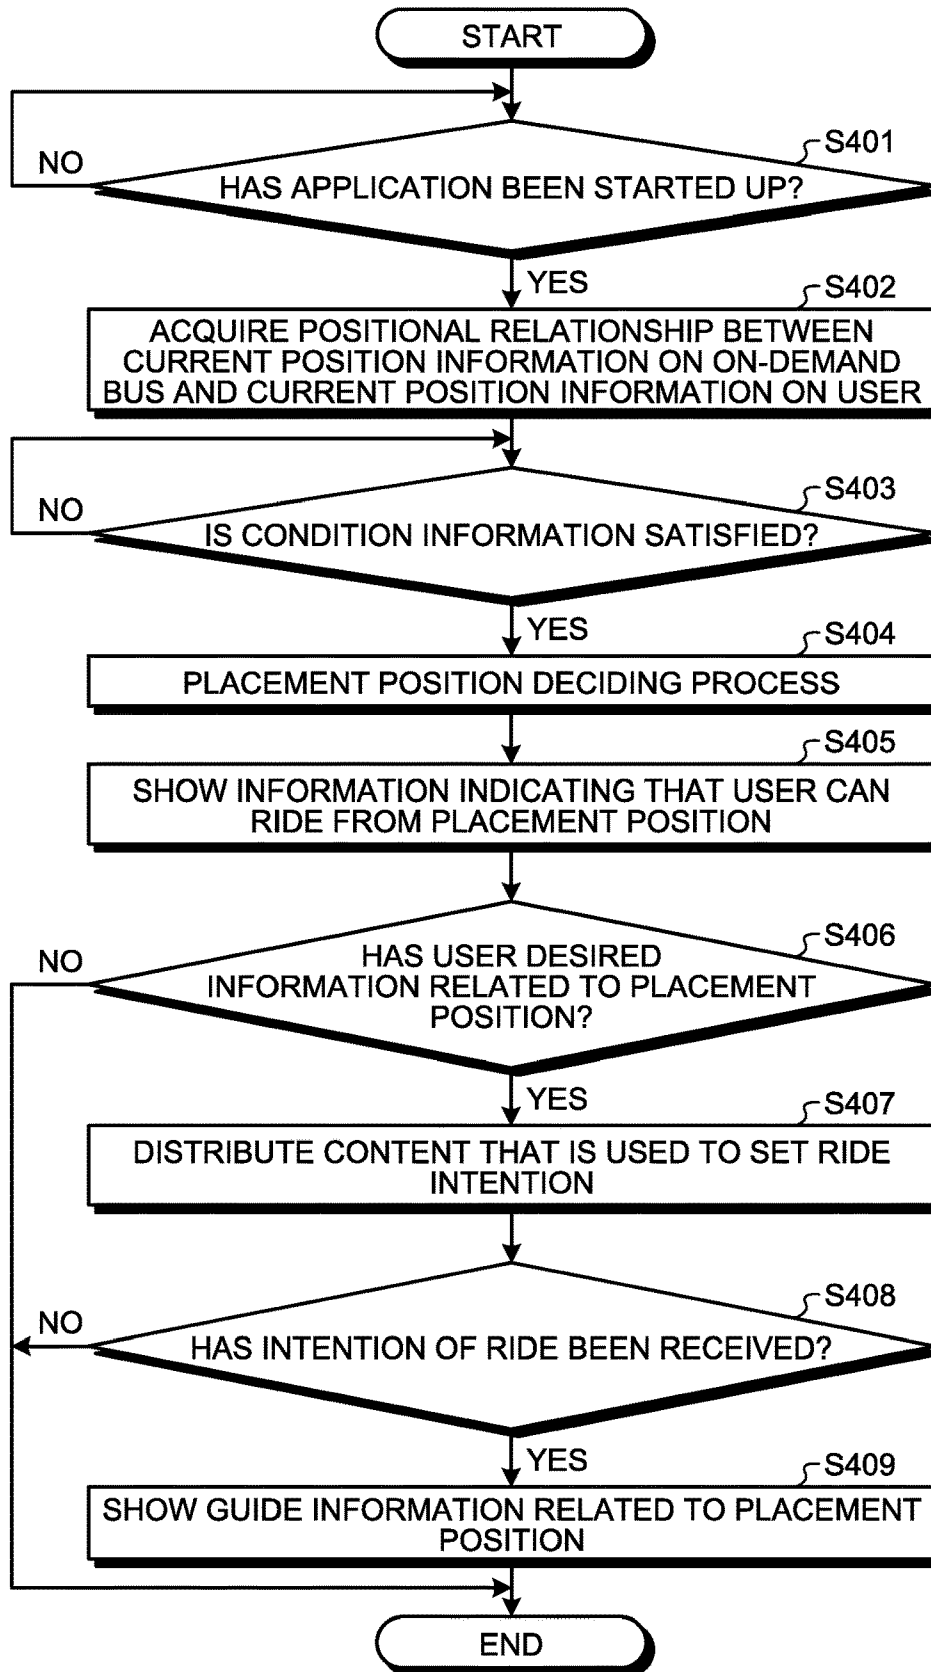 START
S401
NO
HAS APPLICATION BEEN STARTED UP?
YES
S402
ACQUIRE POSITIONAL RELATIONSHIP BETWEEN
CURRENT POSITION INFORMATION ON ON-DEMAND
BUS AND CURRENT POSITION INFORMATION ON USER
S403
NO
IS CONDITION INFORMATION SATISFIED?
YES
S404
PLACEMENT POSITION DECIDING PROCESS
S405
SHOW INFORMATION INDICATING THAT USER CAN
RIDE FROM PLACEMENT POSITION
S406
NO
HAS USER DESIRED
INFORMATION RELATED TO PLACEMENT
POSITION?
YES
S407
DISTRIBUTE CONTENT THAT IS USED TO SET RIDE
INTENTION
S408
NO
HAS INTENTION OF RIDE BEEN RECEIVED?
YES
S409
SHOW GUIDE INFORMATION RELATED TO PLACEMENT
POSITION
END